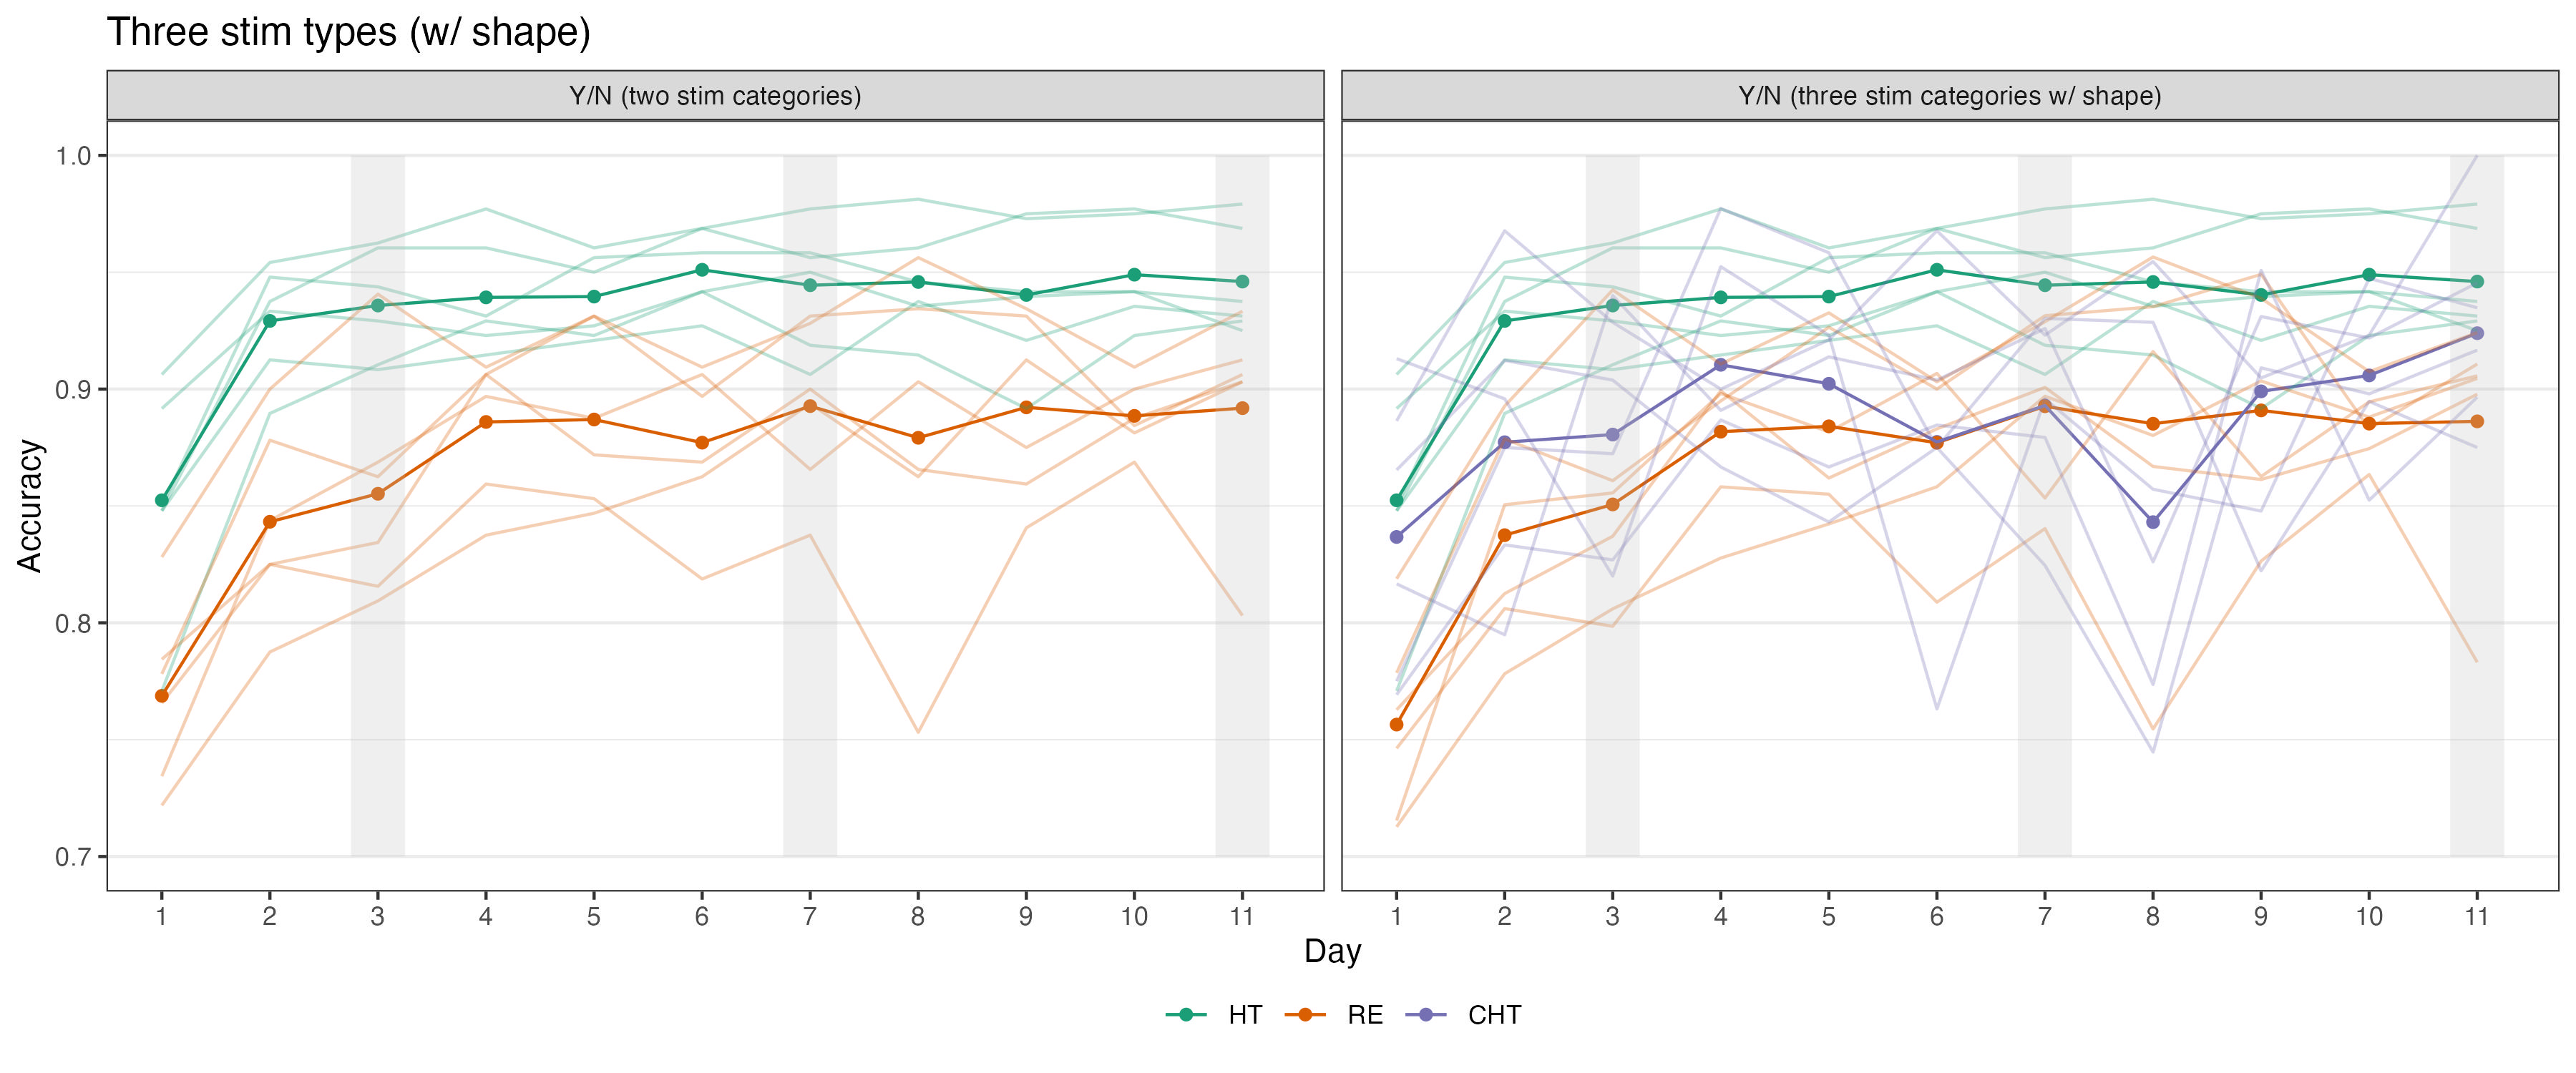 Three stim types (w/ shape)
Y/N (two stim categories)
Y/N (three stim categories w/ shape)
Accuracy
1.0
0.9
0.8
0.7
1 2 3 4 5 6 7 8 9 10 11
1 2 3 4 5 6 7 8 9 10 11
Day
HT RE CHT